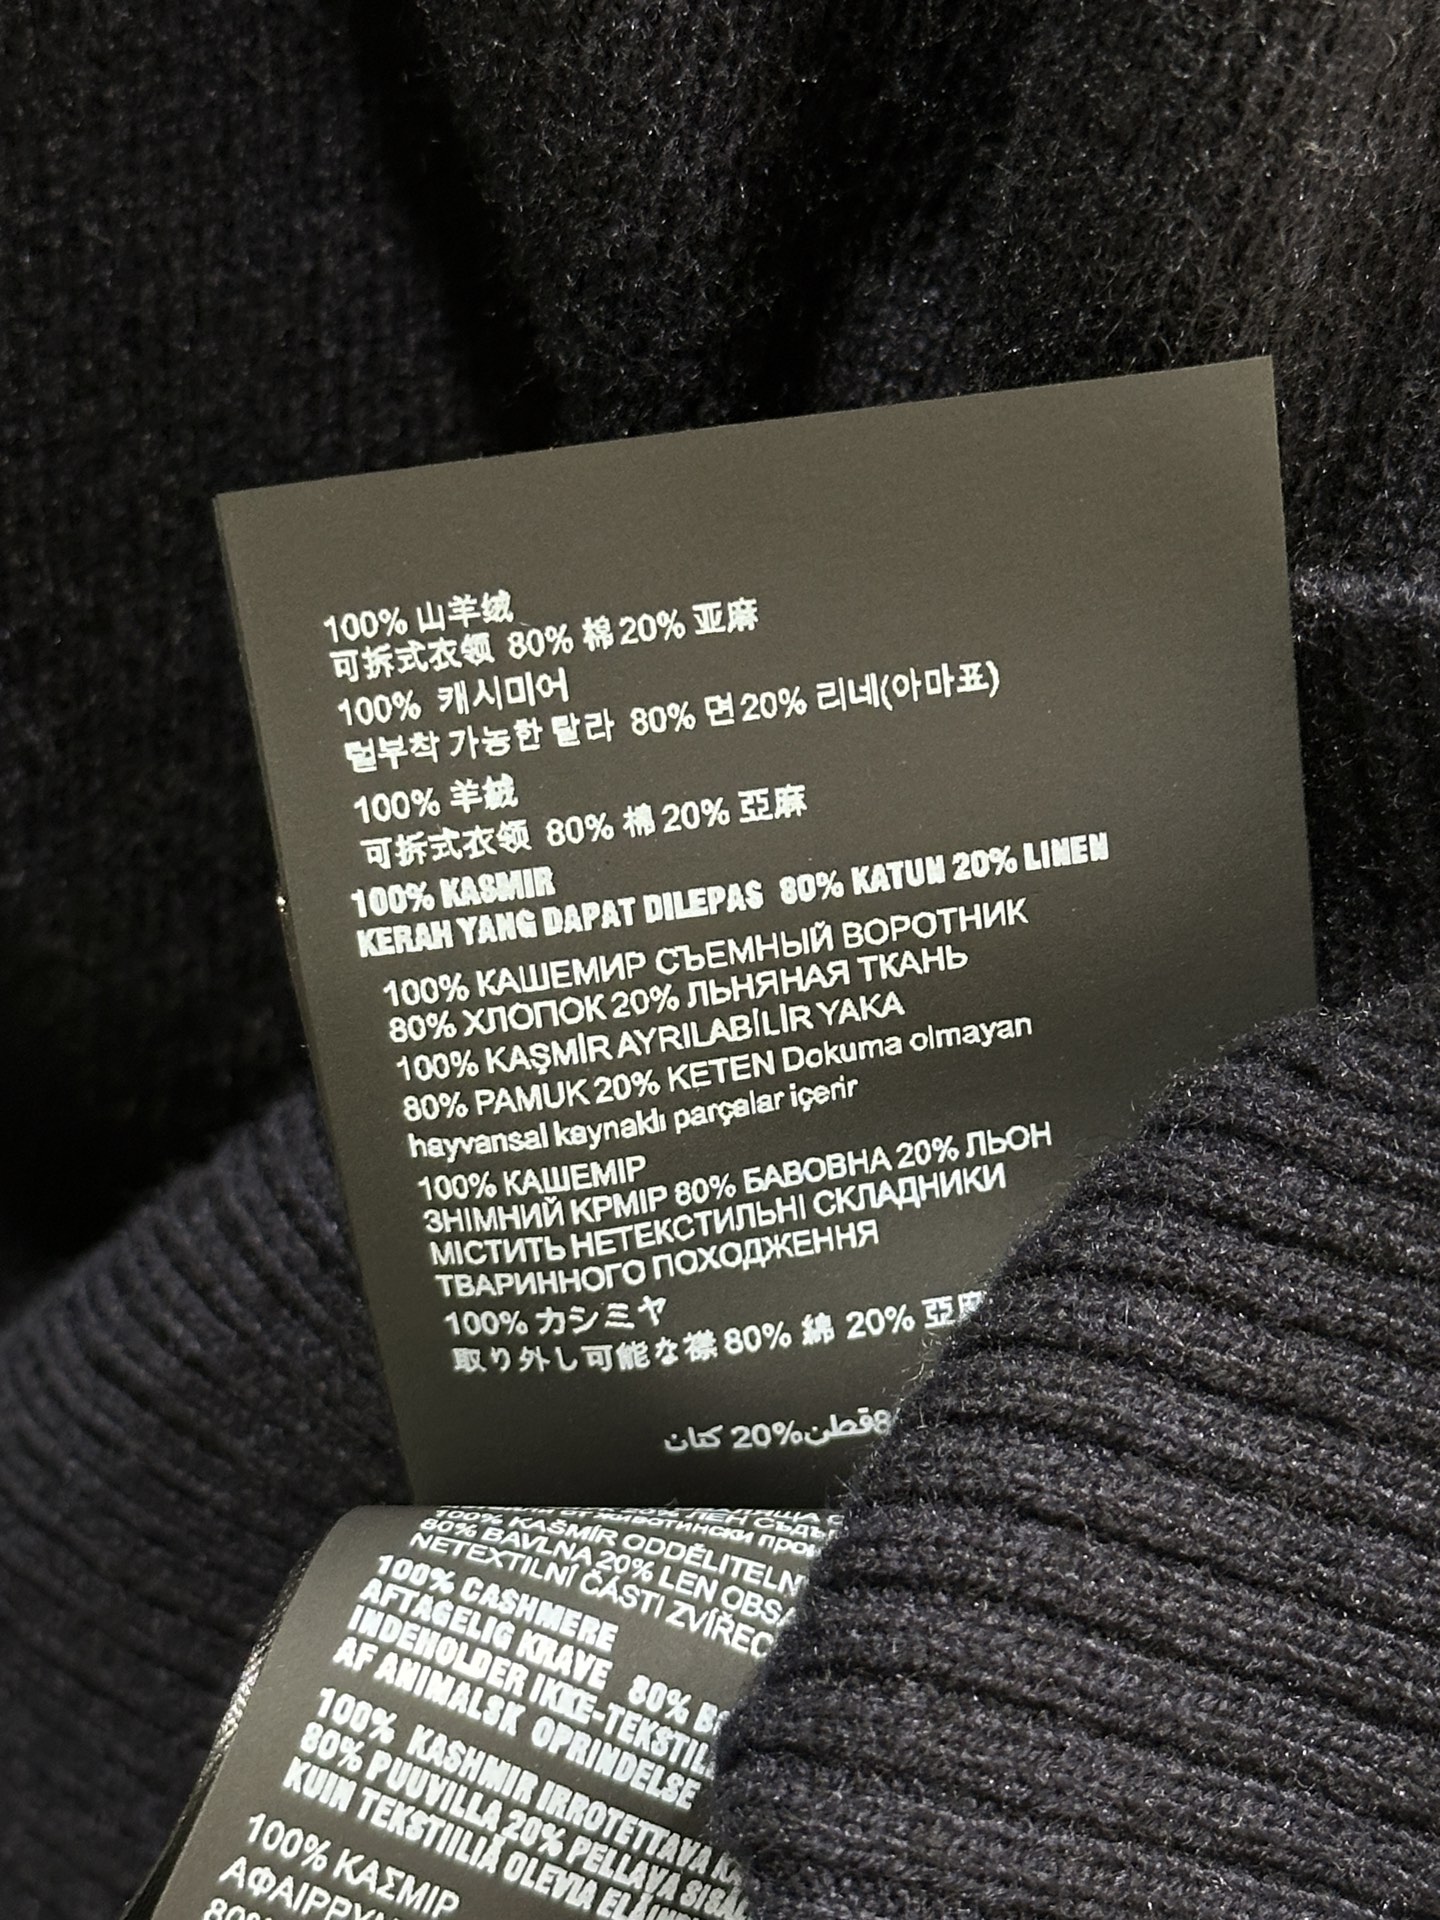 100% 山羊绒
可拆式衣领 80% 棉 20% 亚麻
100% 캐시미어
털부착 가능한 탈라 80% 면 20% 리네(아마표)
100% 羊絨
可拆式衣领 80% 棉 20% 亞麻
100% KASMIR
KERAH YANG DAPAT DILEPAS 80% KATUN 20% LINEN
100% КАШЕМИР СЪЕМНЫЙ ВОРОТНИК
80% ХЛОПОК 20% ЛЬНЯНАЯ ТКАНЬ
100% KAŞMİR AYRILABİLİR YAKA
80% PAMUK 20% KETEN Dokuma olmayan
hayvansal kaynaklı parçalar içerir
100% КАШЕМІР
ЗНІМНИЙ КРМІР 80% БАВОВНА 20% ЛЬОН
МІСТИТЬ НЕТЕКСТИЛЬНІ СКЛАДНИКИ
ТВАРИННОГО ПОХОДЖЕННЯ
100% カシミヤ
取り外し可能な襟 80% 綿 20% 亞
قطن 20% كتان
животински
100% KAŠMÍR ODDĚLITELN
80% BAVLNA 20% LEN OBSA
NETEXTILNÍ ČÁSTI ZVÍŘEC
100% CASHMERE
AFTAGELIG KRAVE 80% B
INDEHOLDER IKKE-TEKSTIL
AF ANIMALSK OPRINDELSE
100% KASHMIR IRROTETTAVA K
80% PUUVILLA 20% PELLAVA SISÄ
KUIN TEKSTIILIÄ OLEVIA ELÄIN
100% ΚΑΣΜΙΡ
ΑΦΑΙΡΡΥΜ
80%